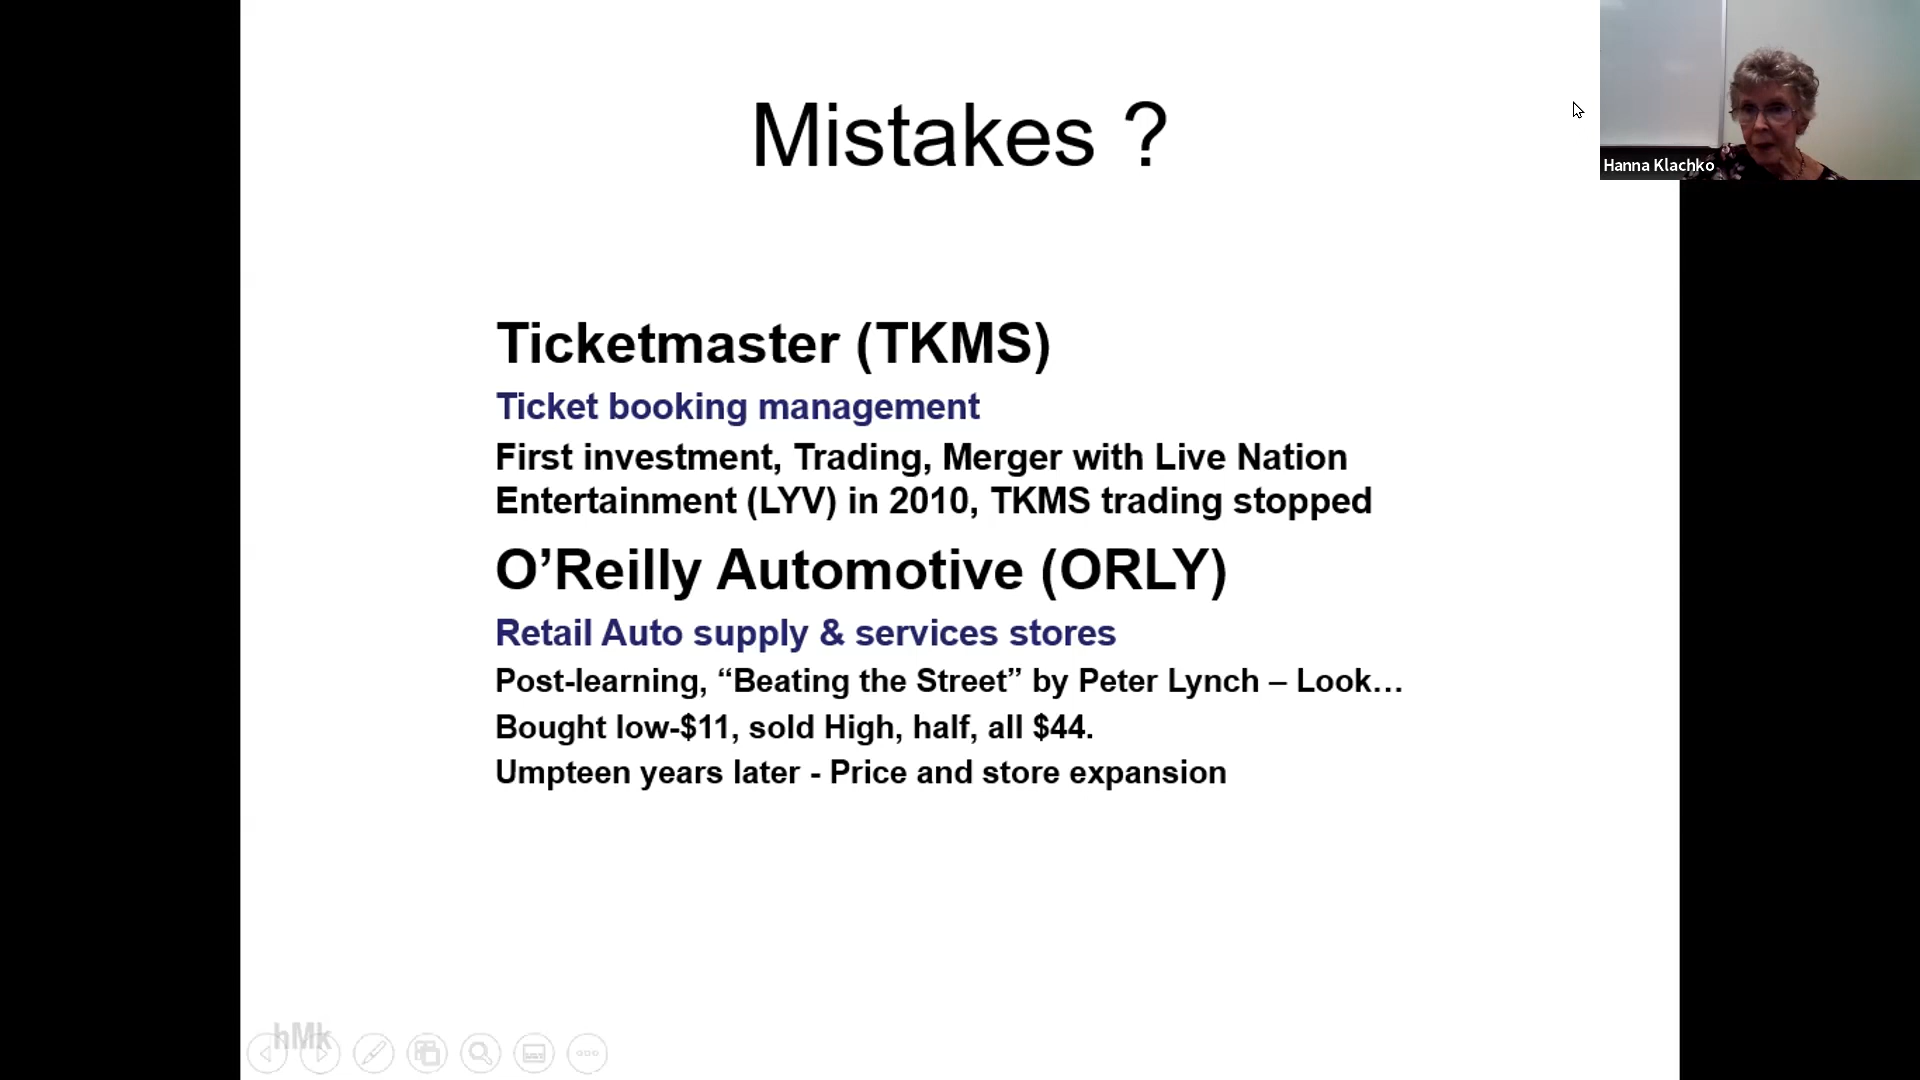 Mistakes ?
Hanna Klachko
Ticketmaster (TKMS)
Ticket booking management
First investment, Trading, Merger with Live Nation
Entertainment (LYV) in 2010, TKMS trading stopped
O’Reilly Automotive (ORLY)
Retail Auto supply & services stores
Post-learning, “Beating the Street” by Peter Lynch – Look…
Bought low-$11, sold High, half, all $44.
Umpteen years later - Price and store expansion
hMk